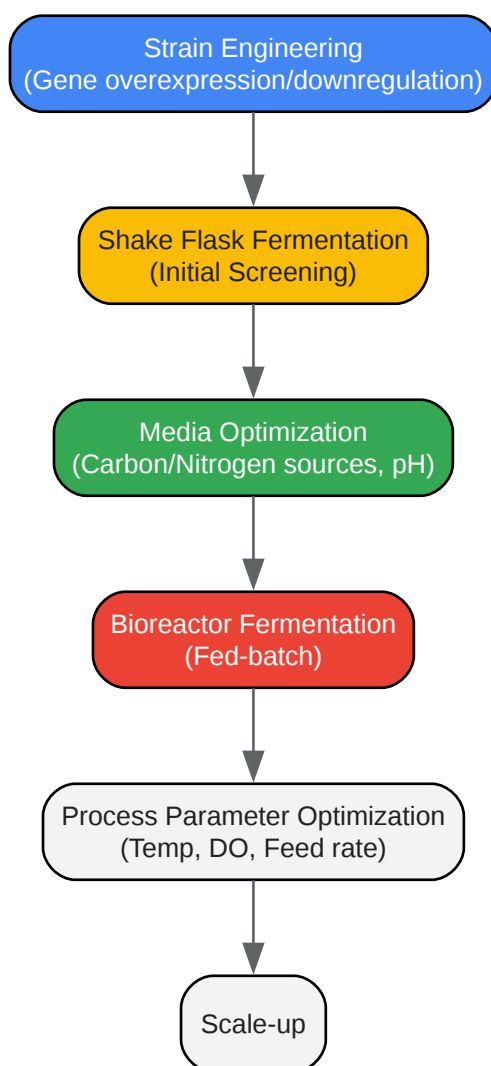 Strain Engineering
(Gene overexpression/downregulation)
Shake Flask Fermentation
(Initial Screening)
Media Optimization
(Carbon/Nitrogen sources, pH)
Bioreactor Fermentation
(Fed-batch)
Process Parameter Optimization
(Temp, DO, Feed rate)
Scale-up